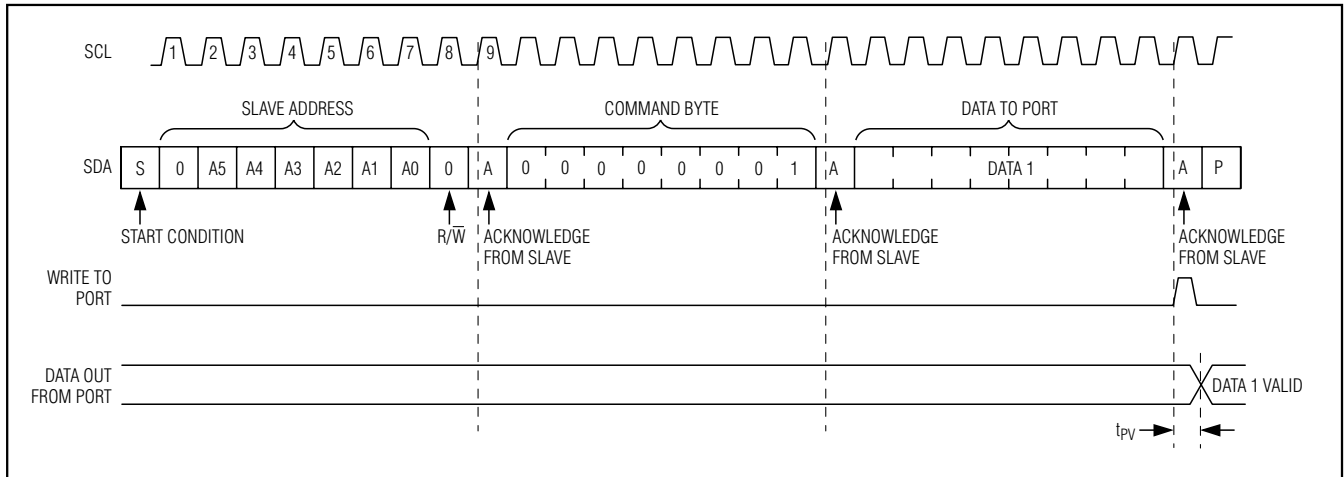 SCL 1 2 3 4 5 6 7 8 9
SLAVE ADDRESS COMMAND BYTE DATA TO PORT
SDA S 0 A5 A4 A3 A2 A1 A0 0 A 0 0 0 0 0 0 0 1 A DATA 1 A P
START CONDITION R/W̅ ACKNOWLEDGE ACKNOWLEDGE ACKNOWLEDGE
FROM SLAVE FROM SLAVE FROM SLAVE
WRITE TO
PORT
DATA OUT
FROM PORT
DATA 1 VALID
tPV